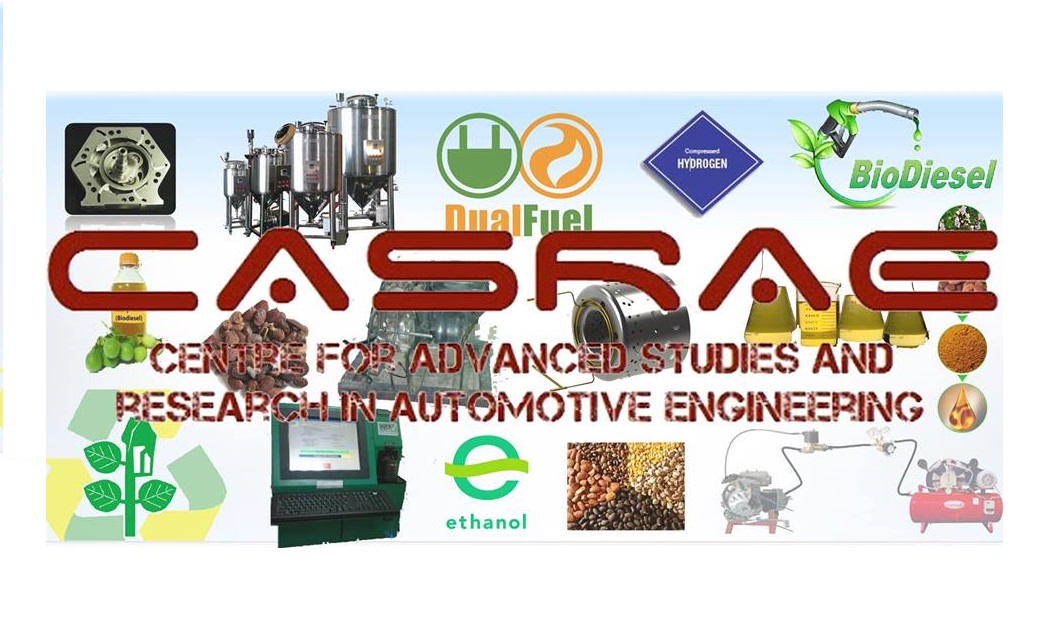 Compressed
HYDROGEN
BioDiesel
DualFuel
CASRAE
(Biodiesel)
CENTRE FOR ADVANCED STUDIES AND
RESEARCH IN AUTOMOTIVE ENGINEERING
ethanol